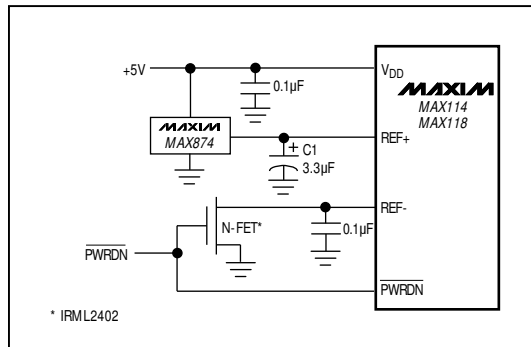 +5V
0.1µF
VDD
MAXIM
MAX114
MAX118
MAXIM
MAX874
+
C1
3.3µF
REF+
N-FET*
0.1µF
REF-
PWRDN
PWRDN
* IRML2402